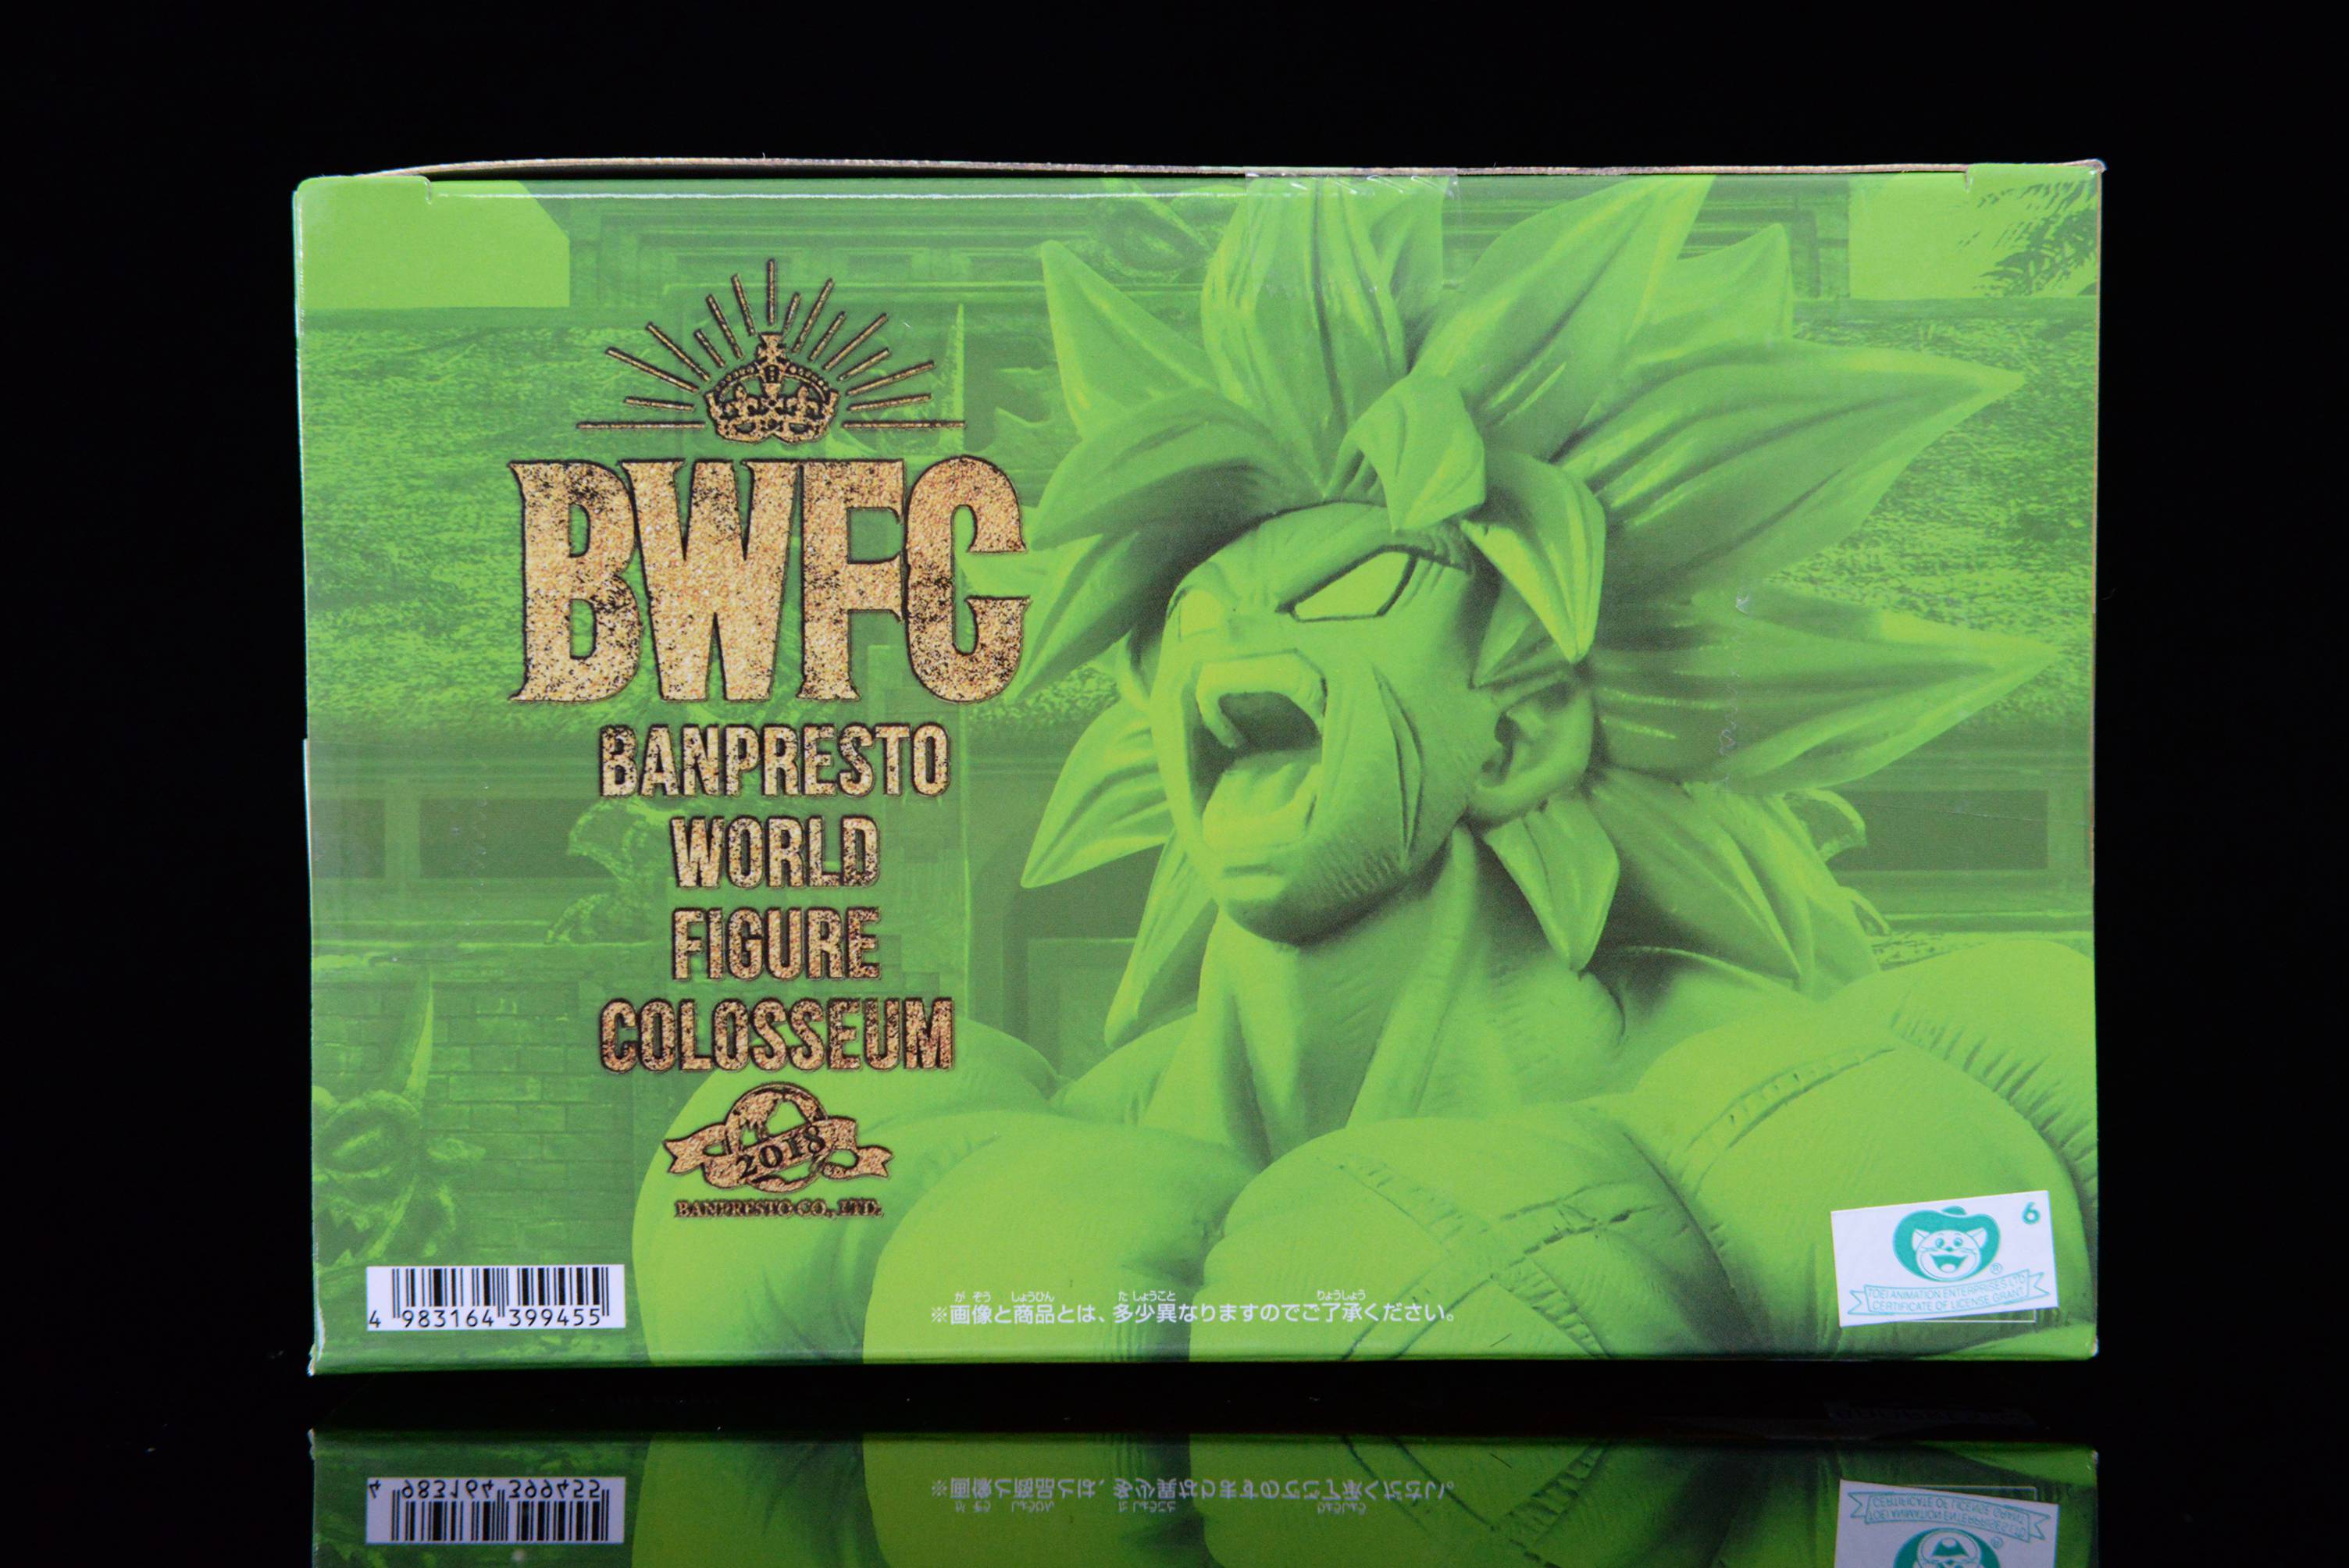 BWFC
BANPRESTO
WORLD
FIGURE
COLOSSEUM
2018
BANPRESTO CO., LTD.
4 983164 399455
がぞう しょうひん たしょうこと りょうしょう
※画像と商品とは、多少異なりますのでご了承ください。
6
®
TOEI ANIMATION ENTERPRISES LTD.
CERTIFICATE OF LICENSE GRANT